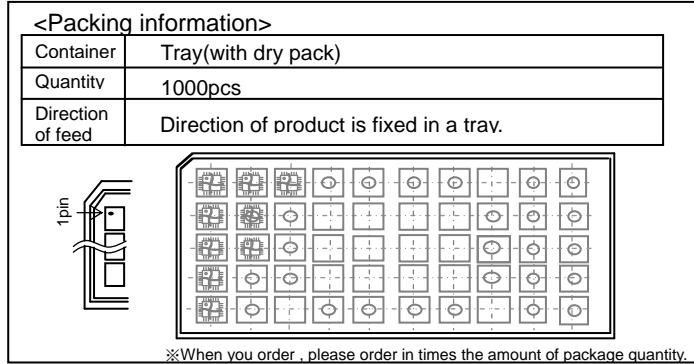 <Packing information>
Container Tray(with dry pack)
Quantity 1000pcs
Direction
of feed Direction of product is fixed in a tray.
1pin
※When you order , please order in times the amount of package quantity.